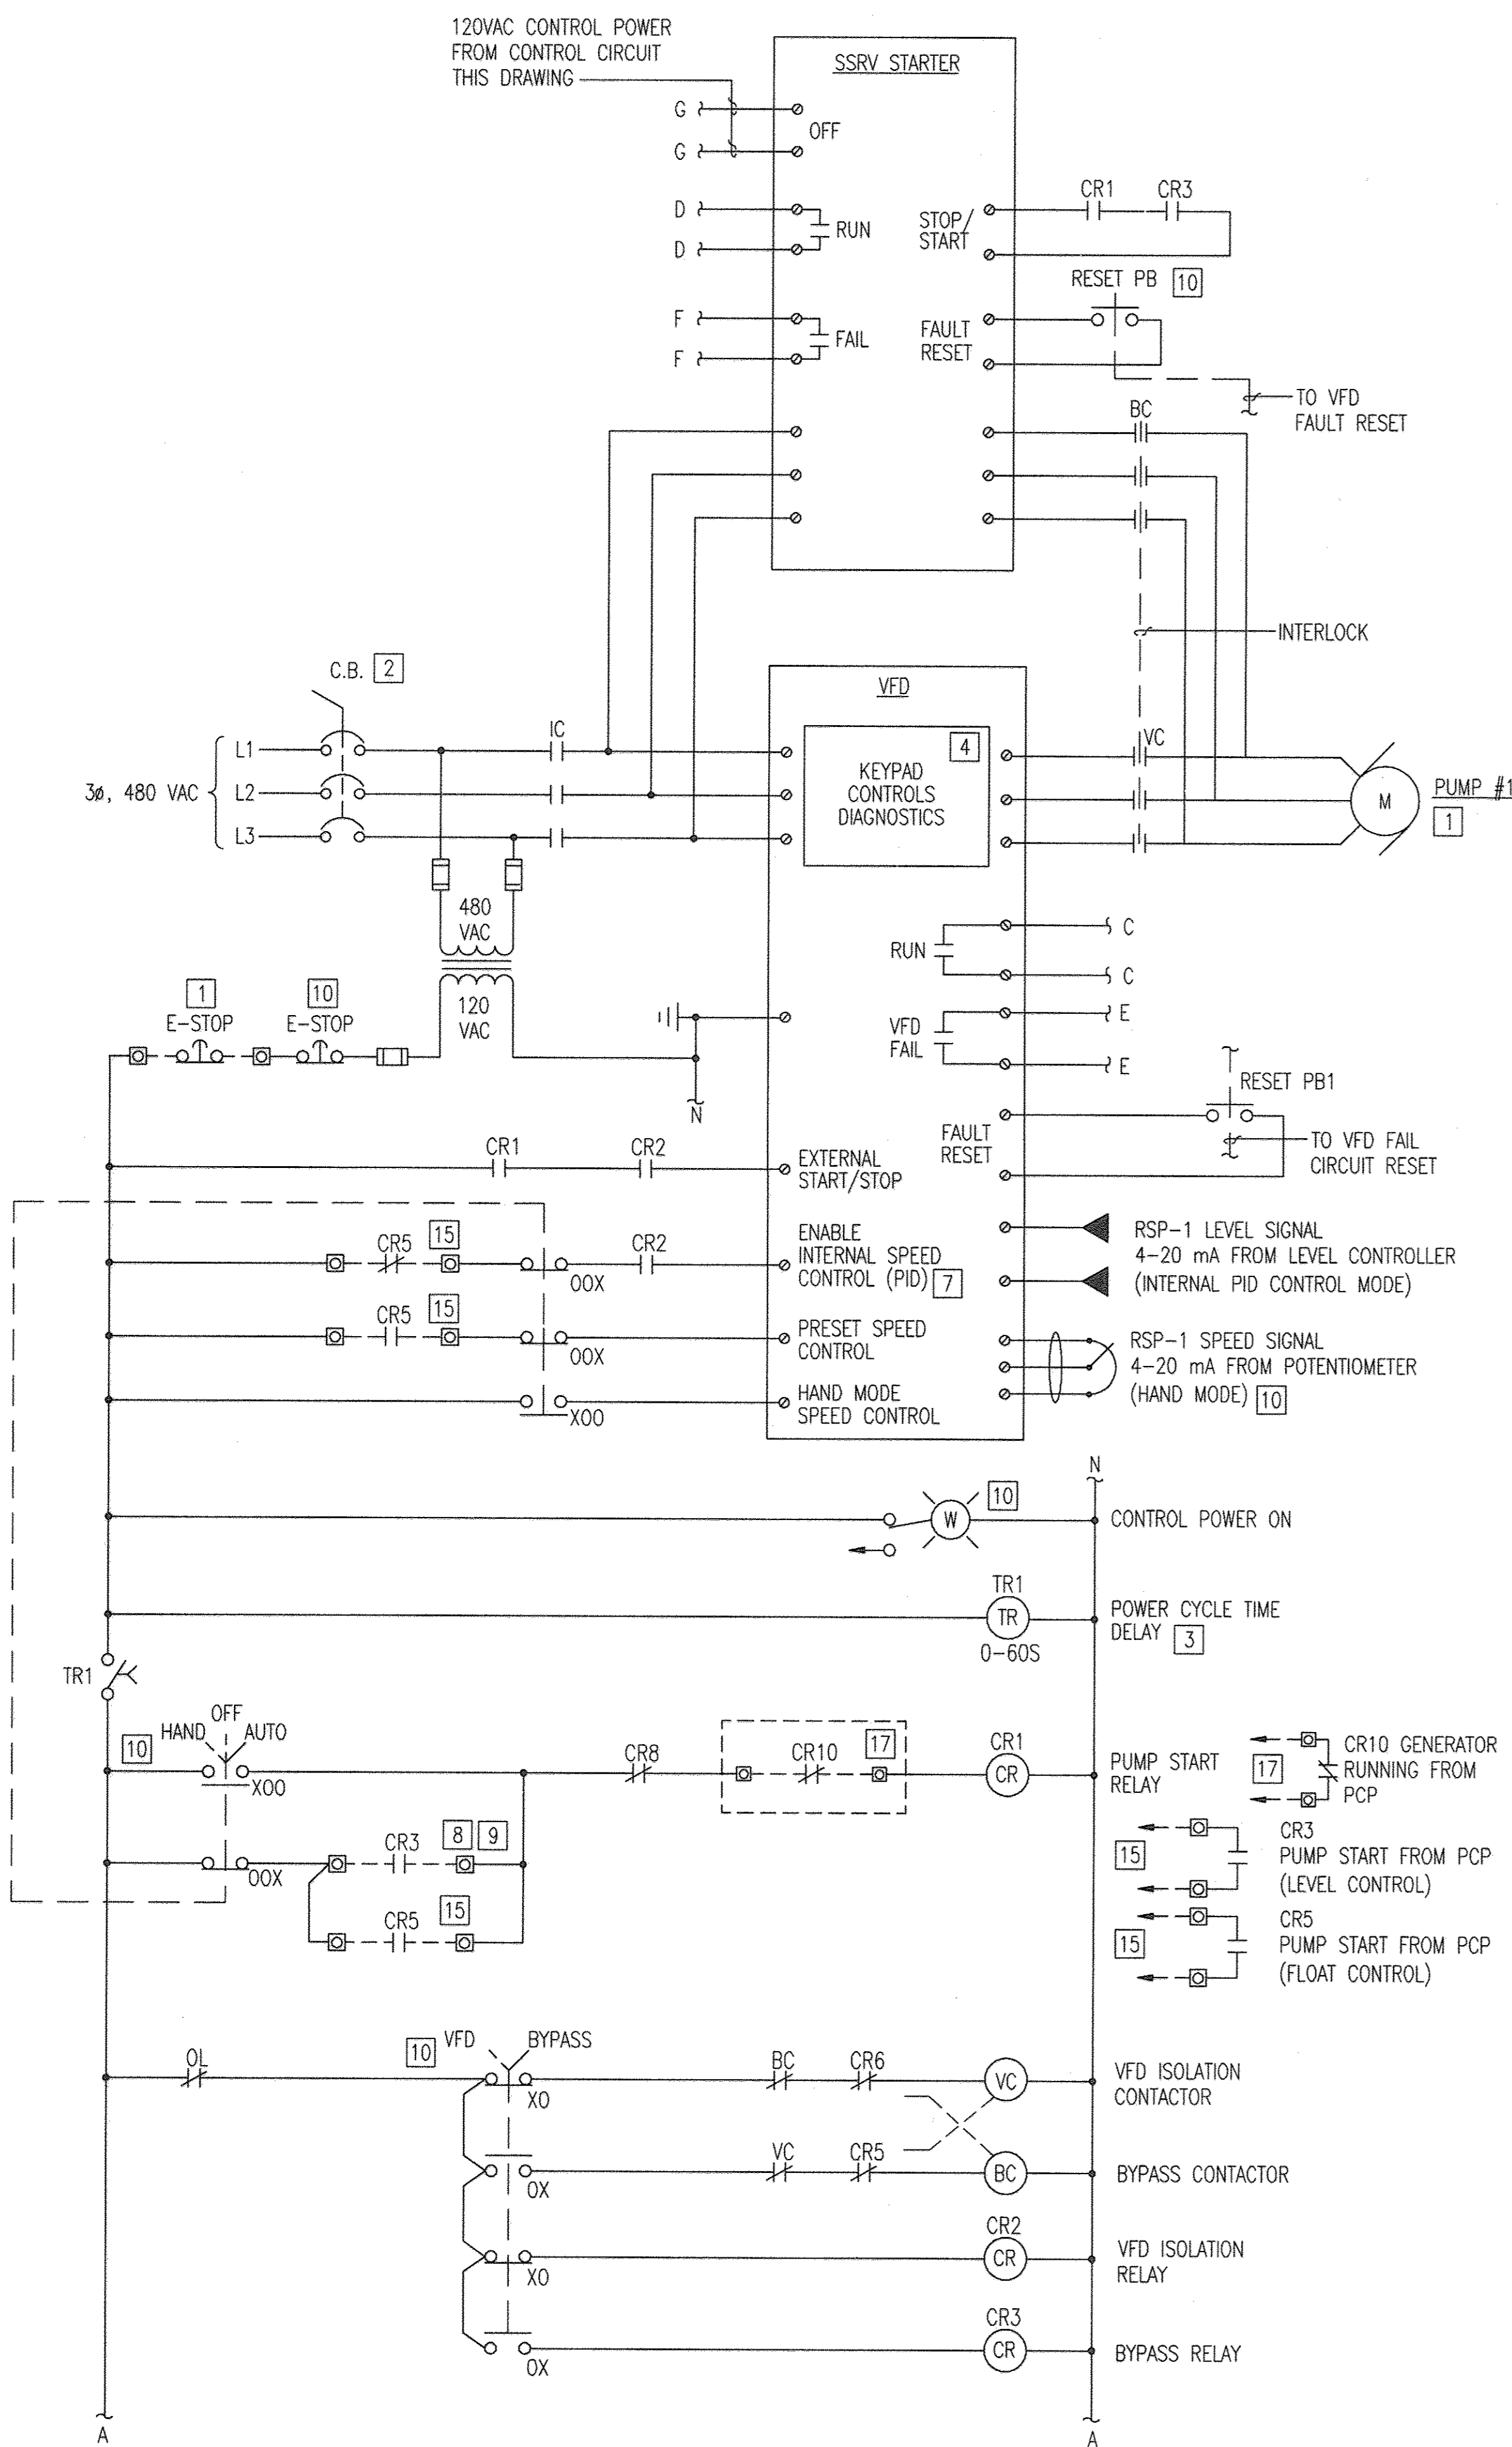 120VAC CONTROL POWER
FROM CONTROL CIRCUIT
THIS DRAWING
SSRV STARTER
G
OFF
G
D
RUN
D
STOP/
START
CR1
CR3
RESET PB 10
F
FAIL
F
FAULT
RESET
TO VFD
FAULT RESET
BC
INTERLOCK
C.B. 2
VFD
IC
VC
L1
3ø, 480 VAC
L2
L3
4
KEYPAD
CONTROLS
DIAGNOSTICS
M
PUMP #1
1
480
VAC
RUN
C
C
1
E-STOP
10
E-STOP
120
VAC
N
VFD
FAIL
E
E
RESET PB1
FAULT
RESET
TO VFD FAIL
CIRCUIT RESET
CR1
CR2
EXTERNAL
START/STOP
CR5
15
OOX
CR2
ENABLE
INTERNAL SPEED
CONTROL (PID) 7
RSP-1 LEVEL SIGNAL
4-20 mA FROM LEVEL CONTROLLER
(INTERNAL PID CONTROL MODE)
CR5
15
OOX
PRESET SPEED
CONTROL
RSP-1 SPEED SIGNAL
4-20 mA FROM POTENTIOMETER
(HAND MODE) 10
XOO
HAND MODE
SPEED CONTROL
N
W
10
CONTROL POWER ON
TR1
TR
0-60S
POWER CYCLE TIME
DELAY 3
TR1
10
HAND
OFF
AUTO
XOO
CR8
CR10
17
CR1
CR
PUMP START
RELAY
17
CR10 GENERATOR
RUNNING FROM
PCP
OOX
CR3
8 9
15
CR3
PUMP START FROM PCP
(LEVEL CONTROL)
CR5
15
15
CR5
PUMP START FROM PCP
(FLOAT CONTROL)
OL
10
VFD
BYPASS
XO
BC
CR6
VC
VFD ISOLATION
CONTACTOR
OX
VC
CR5
BC
BYPASS CONTACTOR
XO
CR2
CR
VFD ISOLATION
RELAY
OX
CR3
CR
BYPASS RELAY
A
A